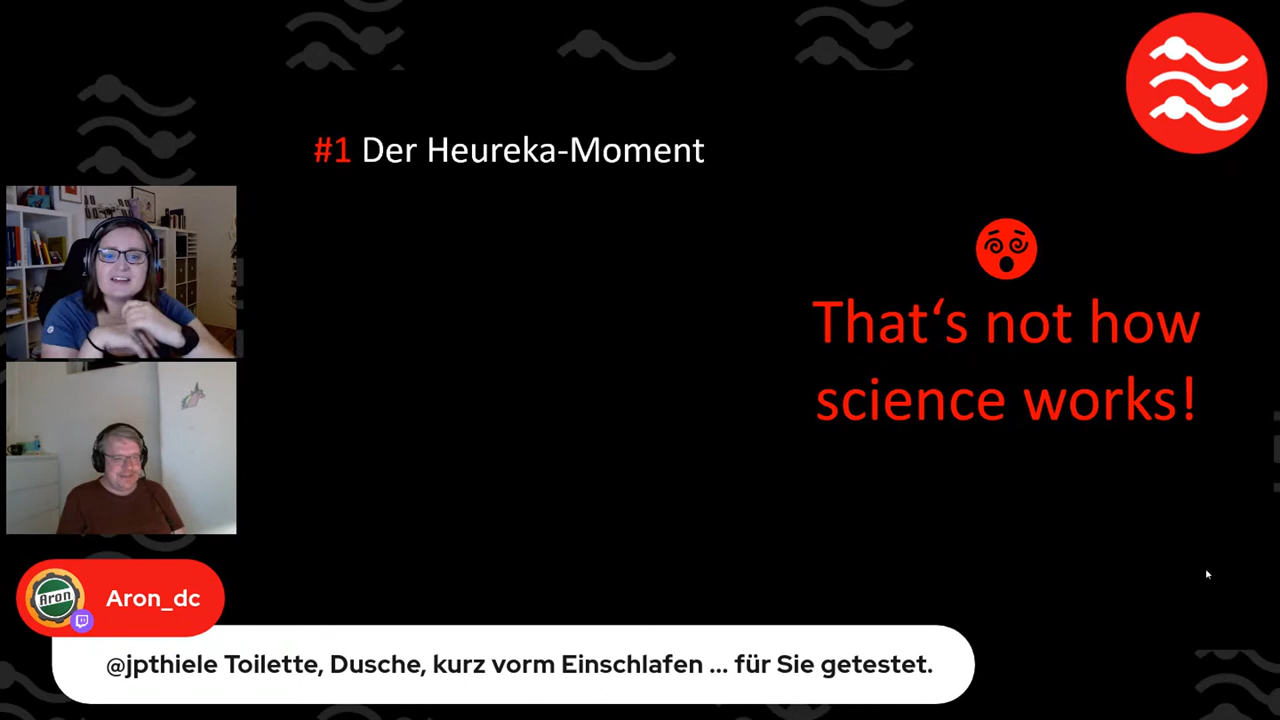 #1 Der Heureka-Moment
That‘s not how
science works!
Aron
Aron_dc
@jpthiele Toilette, Dusche, kurz vorm Einschlafen ... für Sie getestet.